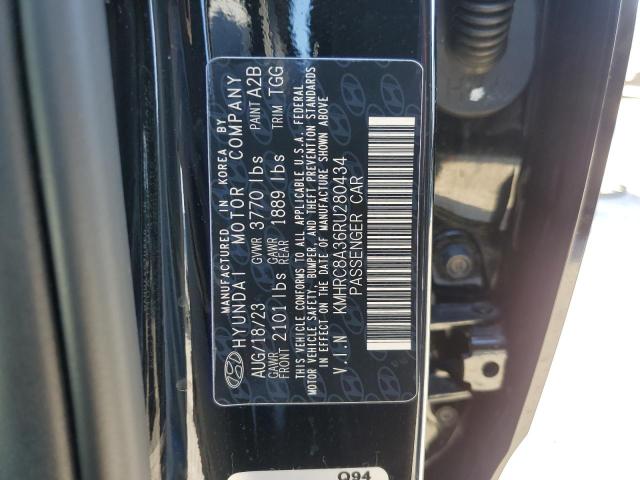 MANUFACTURED IN KOREA BY
HYUNDAI MOTOR COMPANY
AUG/18/23 GVWR 3770 lbs PAINT A2B
GAWR FRONT 2101 lbs GAWR REAR 1889 lbs TRIM TGG
THIS VEHICLE CONFORMS TO ALL APPLICABLE U.S.A. FEDERAL
MOTOR VEHICLE SAFETY, BUMPER, AND THEFT PREVENTION STANDARDS
IN EFFECT ON THE DATE OF MANUFACTURE SHOWN ABOVE
V.I.N KMHRC8A36RU280434
PASSENGER CAR
Q94